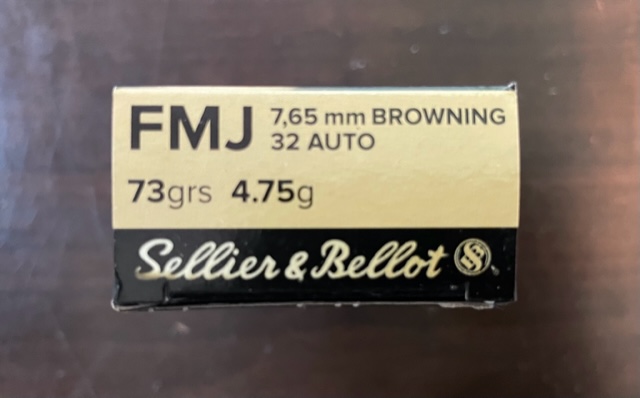 FMJ 7,65 mm BROWNING
32 AUTO
73grs 4.75g
Sellier & Bellot